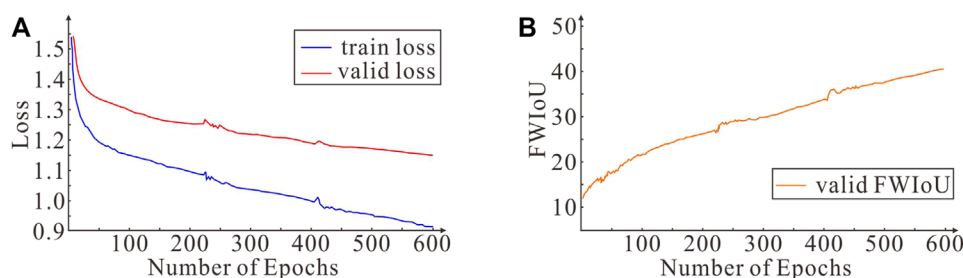 A
Loss
1.5
1.4
1.3
1.2
1.1
1.0
0.9
train loss
valid loss
100 200 300 400 500 600
Number of Epochs
B
FWIoU
50
40
30
20
10
valid FWIoU
100 200 300 400 500 600
Number of Epochs